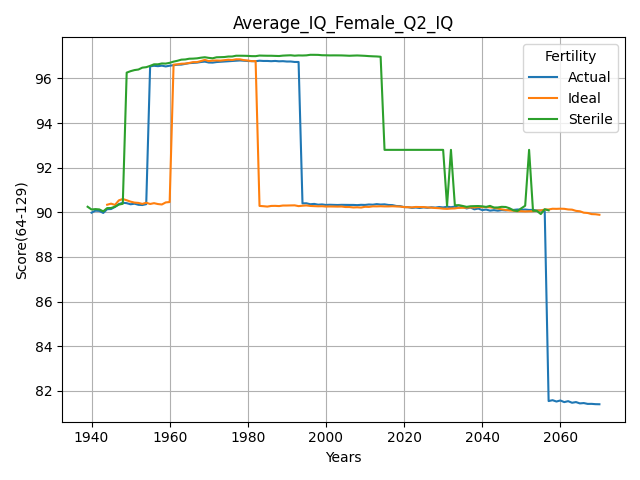 Average_IQ_Female_Q2_IQ
Score(64-129)
96
94
92
90
88
86
84
82
1940
1960
1980
2000
2020
2040
2060
Years
Fertility
Actual
Ideal
Sterile